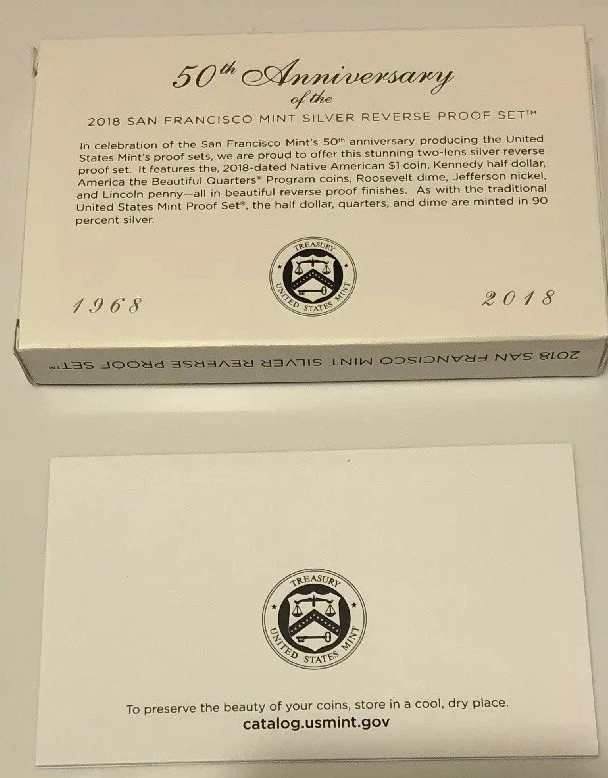 50th Anniversary
of the
2018 SAN FRANCISCO MINT SILVER REVERSE PROOF SET™
In celebration of the San Francisco Mint's 50th anniversary producing the United
States Mint's proof sets, we are proud to offer this stunning two-lens silver reverse
proof set. It features the, 2018-dated Native American $1 coin, Kennedy half dollar,
America the Beautiful Quarters® Program coins, Roosevelt dime, Jefferson nickel,
and Lincoln penny—all in beautiful reverse proof finishes. As with the traditional
United States Mint Proof Set®, the half dollar, quarters, and dime are minted in 90
percent silver.
TREASURY
UNITED STATES MINT
1968
2018
2018 SAN FRANCISCO MINT SILVER REVERSE PROOF SET™
TREASURY
UNITED STATES MINT
To preserve the beauty of your coins, store in a cool, dry place.
catalog.usmint.gov